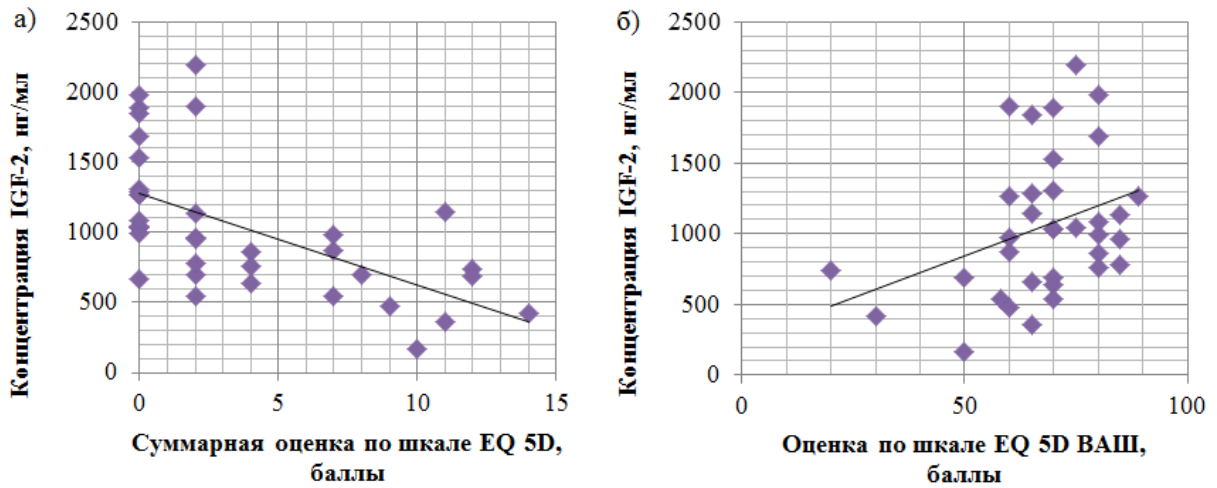 а)
2500
2000
1500
1000
500
0
0 5 10 15
Концентрация IGF-2, нг/мл
Суммарная оценка по шкале EQ 5D,
баллы
б)
2500
2000
1500
1000
500
0
0 50 100
Концентрация IGF-2, нг/мл
Оценка по шкале EQ 5D ВАШ,
баллы